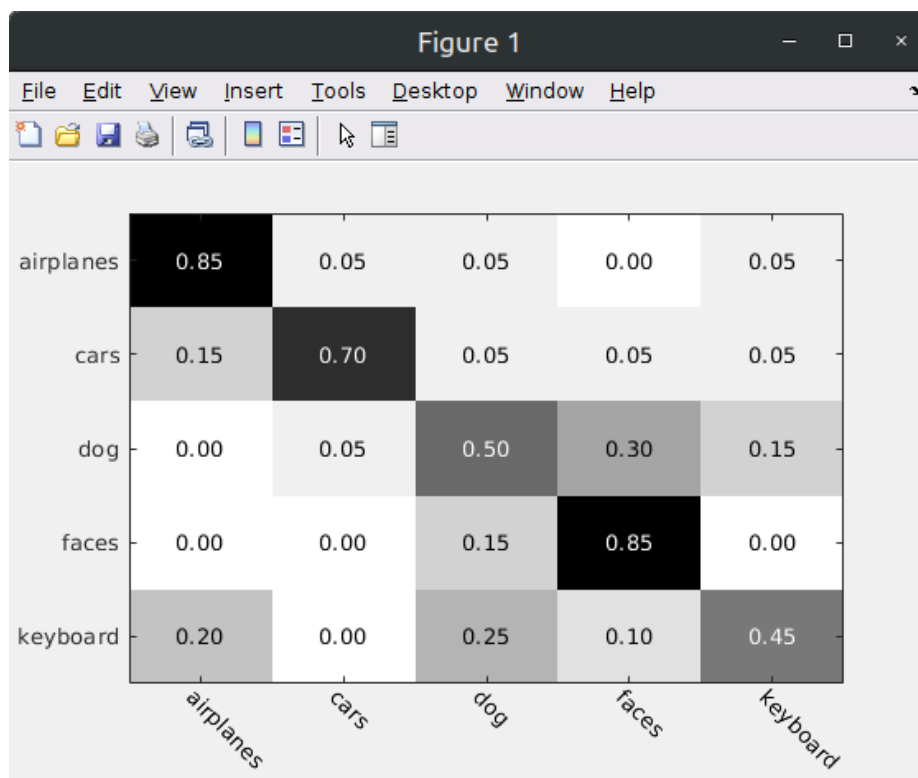 Figure 1
File Edit View Insert Tools Desktop Window Help
airplanes 0.85 0.05 0.05 0.00 0.05
cars 0.15 0.70 0.05 0.05 0.05
dog 0.00 0.05 0.50 0.30 0.15
faces 0.00 0.00 0.15 0.85 0.00
keyboard 0.20 0.00 0.25 0.10 0.45
airplanes cars dog faces keyboard